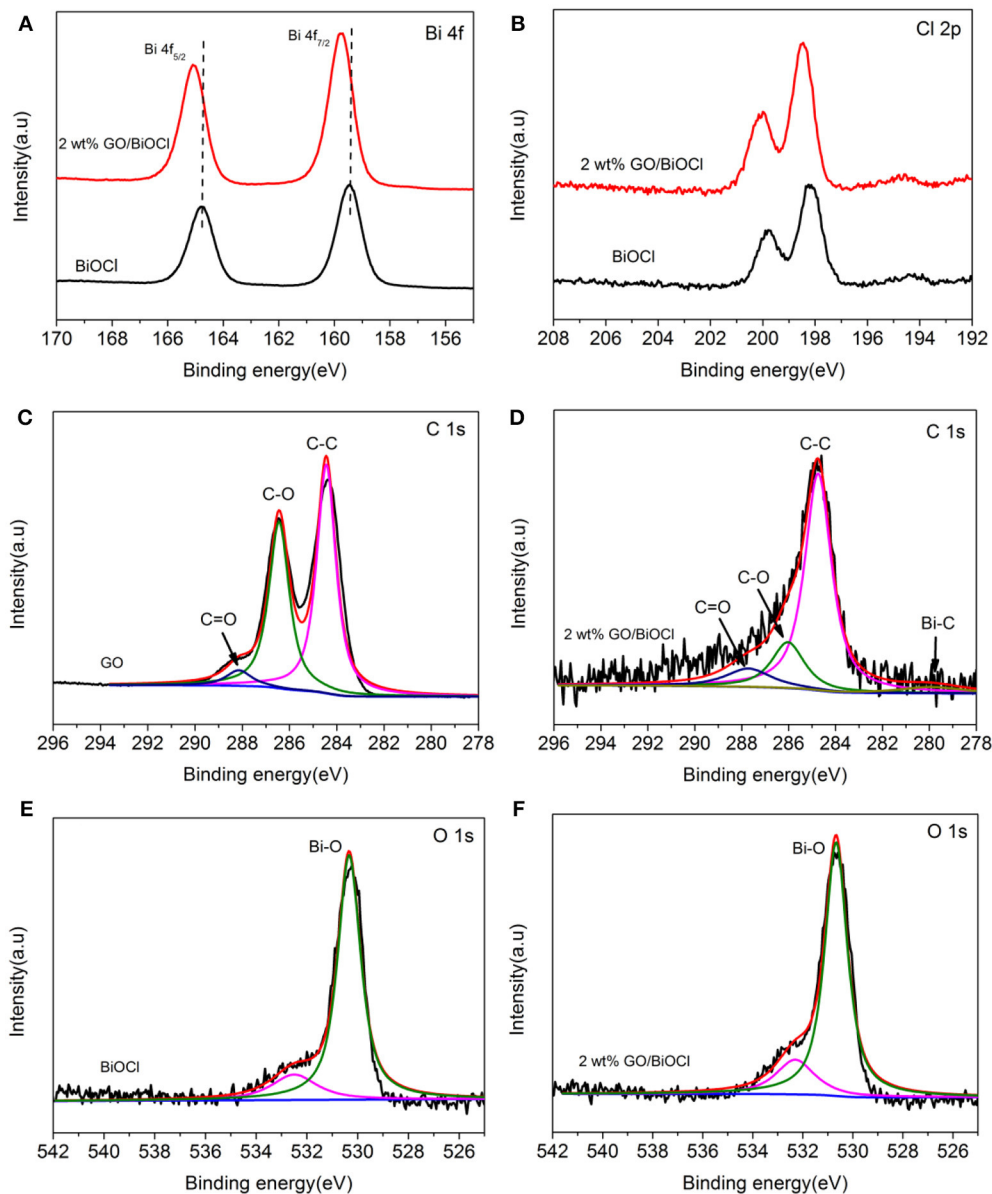 A
Bi 4f
Bi 4f5/2
Bi 4f7/2
2 wt% GO/BiOCl
BiOCl
Intensity(a.u)
170 168 166 164 162 160 158 156
Binding energy(eV)
B
Cl 2p
2 wt% GO/BiOCl
BiOCl
Intensity(a.u)
208 206 204 202 200 198 196 194 192
Binding energy(eV)
C
C 1s
C-C
C-O
C=O
GO
Intensity(a.u)
296 294 292 290 288 286 284 282 280 278
Binding energy(eV)
D
C 1s
C-C
C-O
C=O
Bi-C
2 wt% GO/BiOCl
Intensity(a.u)
296 294 292 290 288 286 284 282 280 278
Binding energy(eV)
E
O 1s
Bi-O
BiOCl
Intensity(a.u)
542 540 538 536 534 532 530 528 526
Binding energy(eV)
F
O 1s
Bi-O
2 wt% GO/BiOCl
Intensity(a.u)
542 540 538 536 534 532 530 528 526
Binding energy(eV)